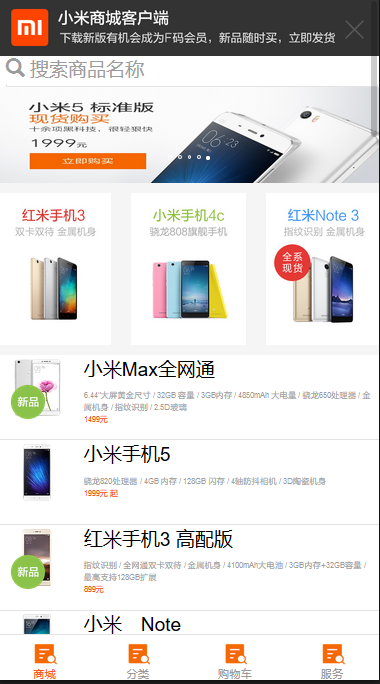 小米商城客户端
下载新版有机会成为F码会员，新品随时买，立即发货
搜索商品名称
小米5 标准版
现货购买
十余项黑科技，很轻狠快
1999元
立即购买
红米手机3
双卡双待 金属机身
小米手机4c
骁龙808旗舰手机
红米Note 3
指纹识别 金属机身
全系
现货
小米Max全网通
6.44"大屏黄金尺寸 / 32GB 容量 / 3GB内存 / 4850mAh 大电量 / 骁龙650处理器 / 金
属机身 / 指纹识别 / 2.5D玻璃
1499元
新品
小米手机5
骁龙820处理器 / 4GB 内存 / 128GB 闪存 / 4轴防抖相机 / 3D陶瓷机身
1999元 起
红米手机3 高配版
指纹识别 / 全网通双卡双待 / 金属机身 / 4100mAh大电池 / 3GB内存+32GB容量 /
最高支持128GB扩展
899元
新品
小米 Note
商城
分类
购物车
服务